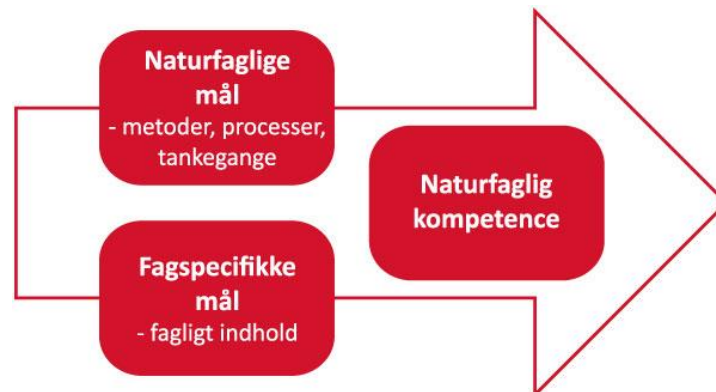 Naturfaglige
mål
- metoder, processer,
tankegange
Naturfaglig
kompetence
Fagspecifikke
mål
- fagligt indhold